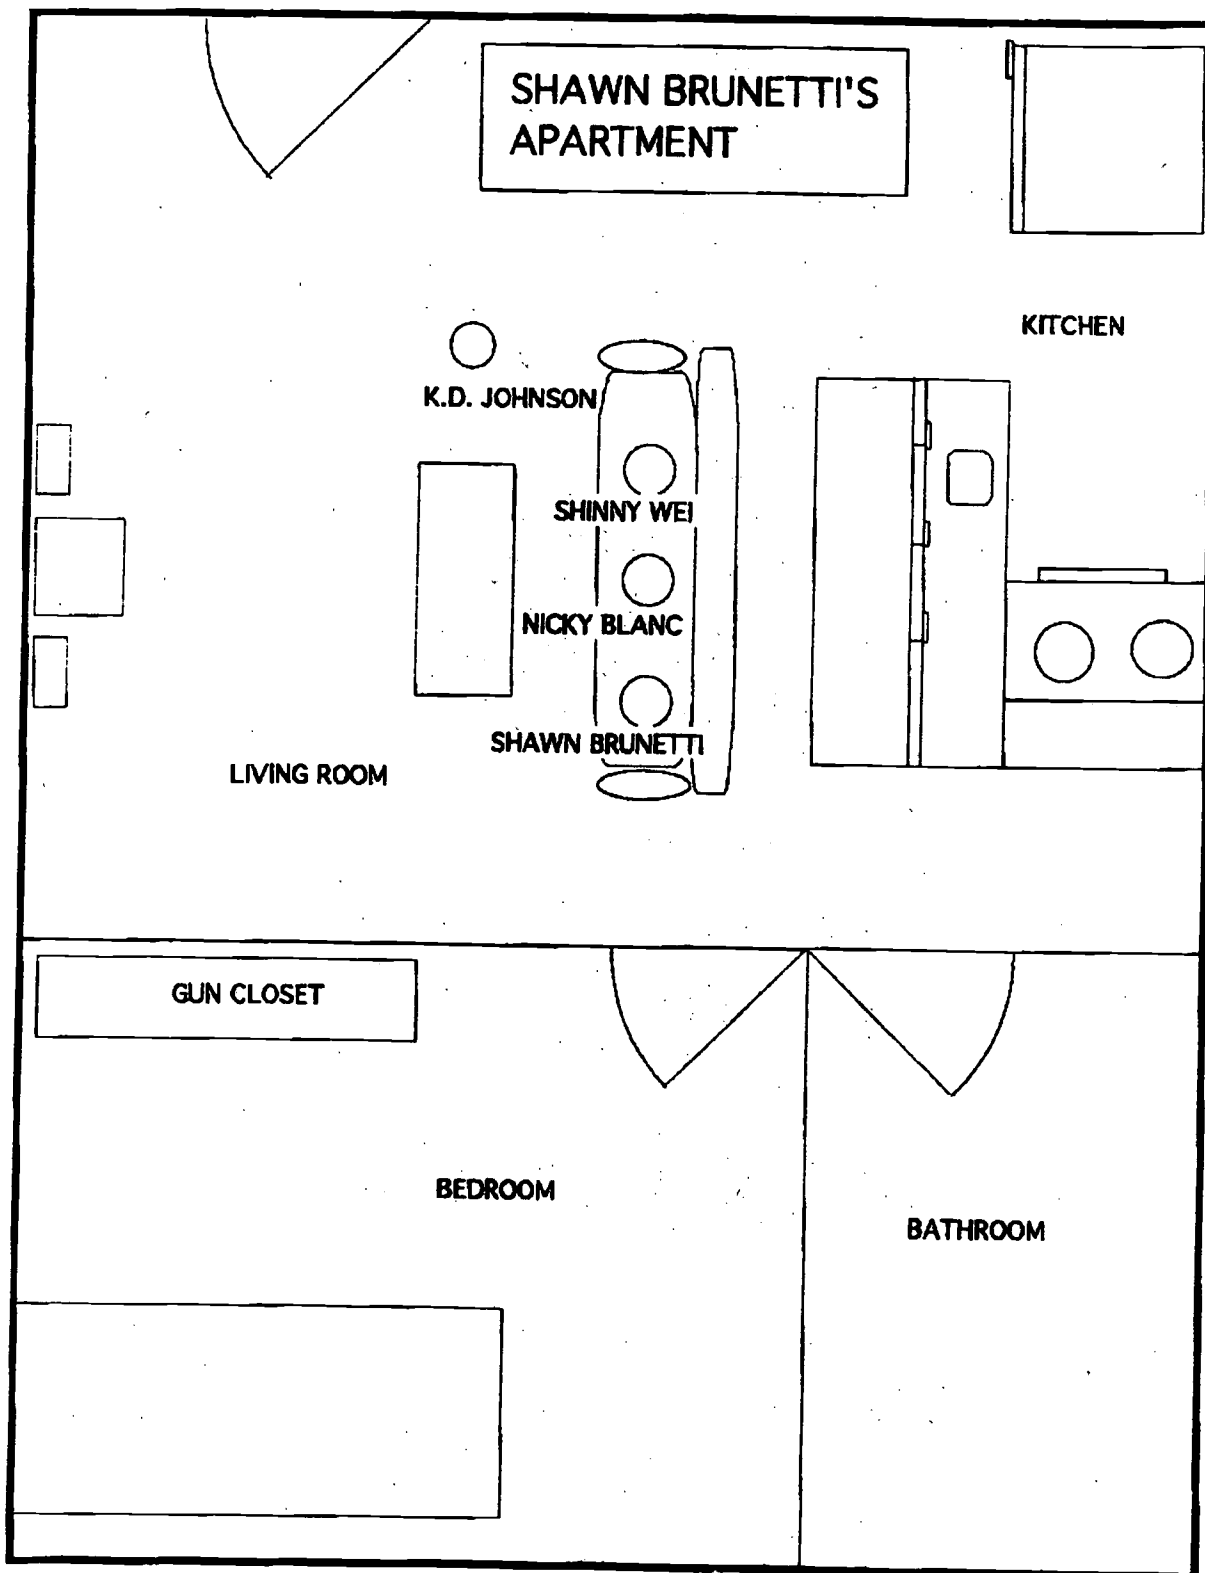 SHAWN BRUNETTI'S
APARTMENT
KITCHEN
K.D. JOHNSON
SHINNY WEI
NICKY BLANC
SHAWN BRUNETTI
LIVING ROOM
GUN CLOSET
BEDROOM
BATHROOM